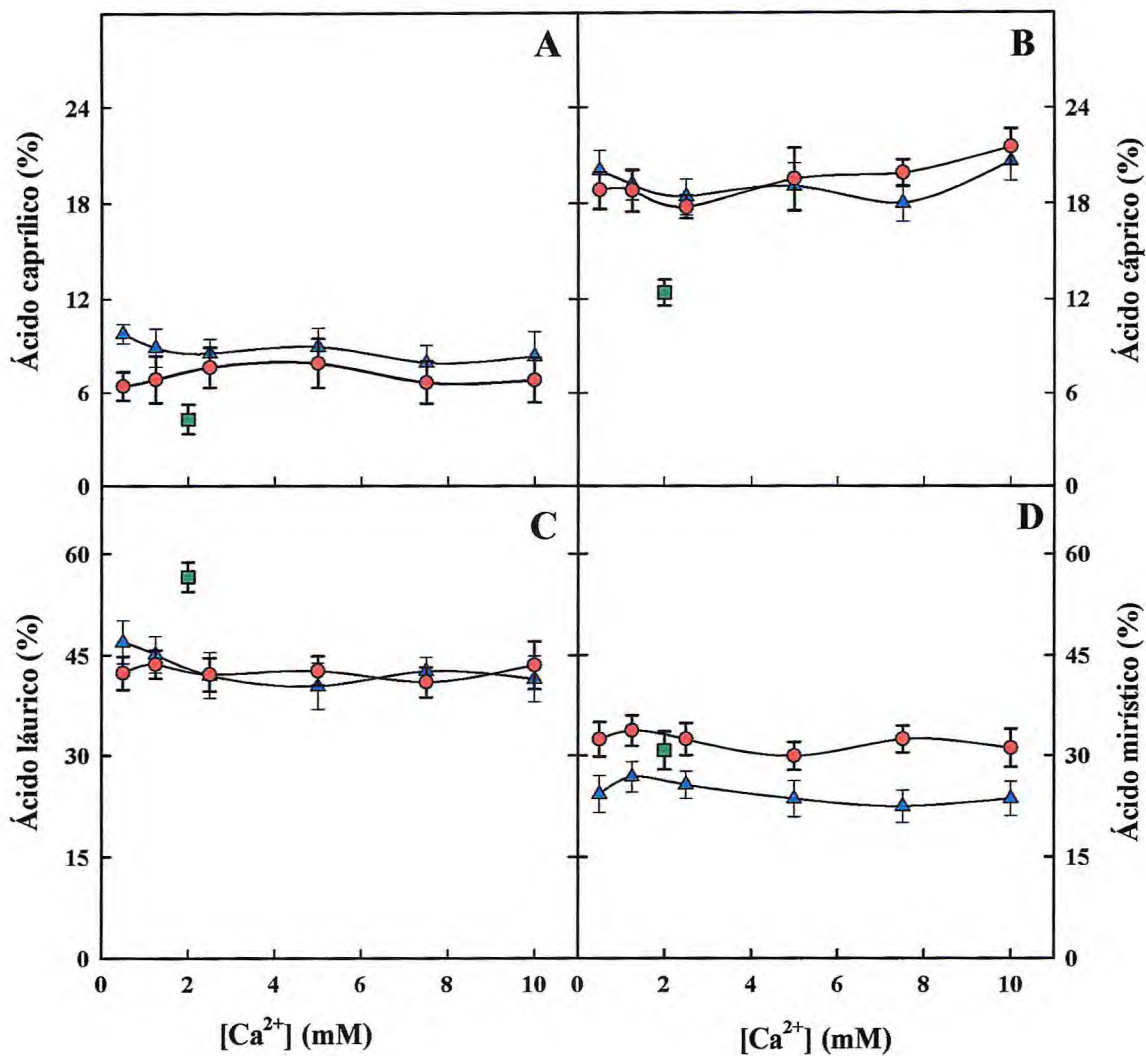 A
B
Ácido caprílico (%)
24
18
12
6
0
24
18
12
6
0
Ácido cáprico (%)
C
D
Ácido láurico (%)
60
45
30
15
0
60
45
30
15
0
Ácido mirístico (%)
0 2 4 6 8 10
0 2 4 6 8 10
[Ca²⁺] (mM)
[Ca²⁺] (mM)